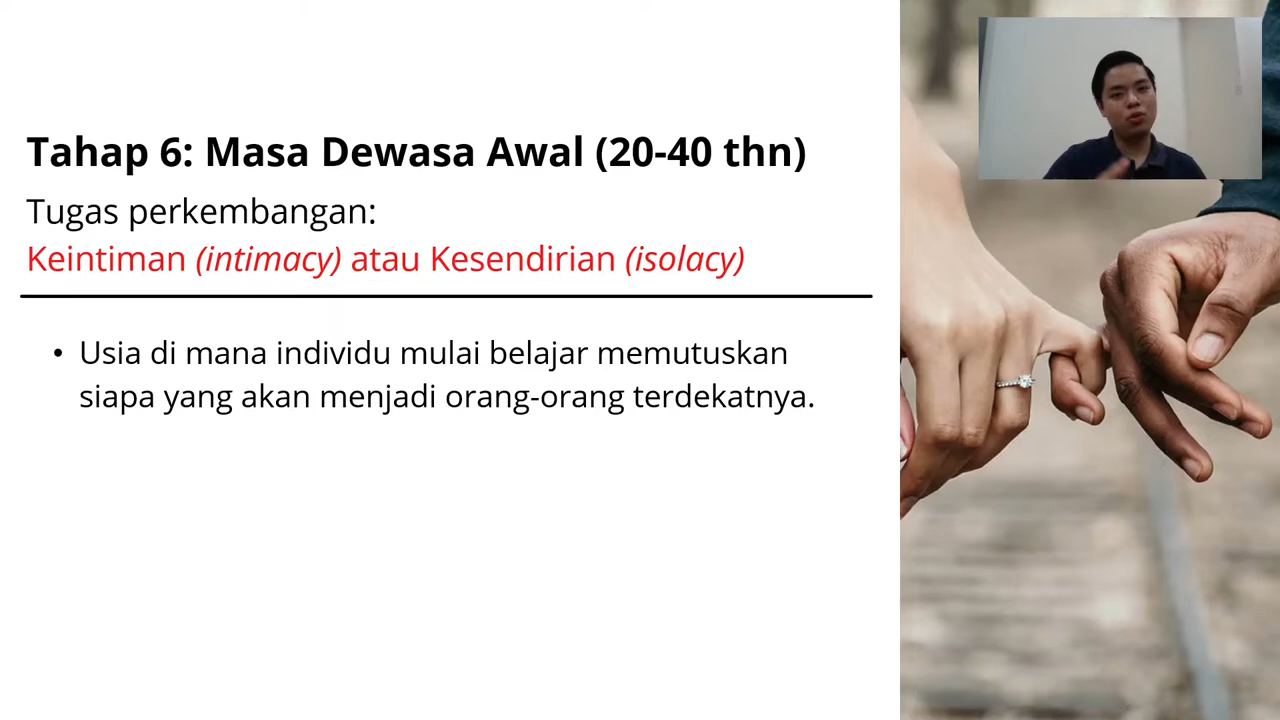 Tahap 6: Masa Dewasa Awal (20-40 thn)
Tugas perkembangan:
Keintiman (intimacy) atau Kesendirian (isolacy)
• Usia di mana individu mulai belajar memutuskan
siapa yang akan menjadi orang-orang terdekatnya.